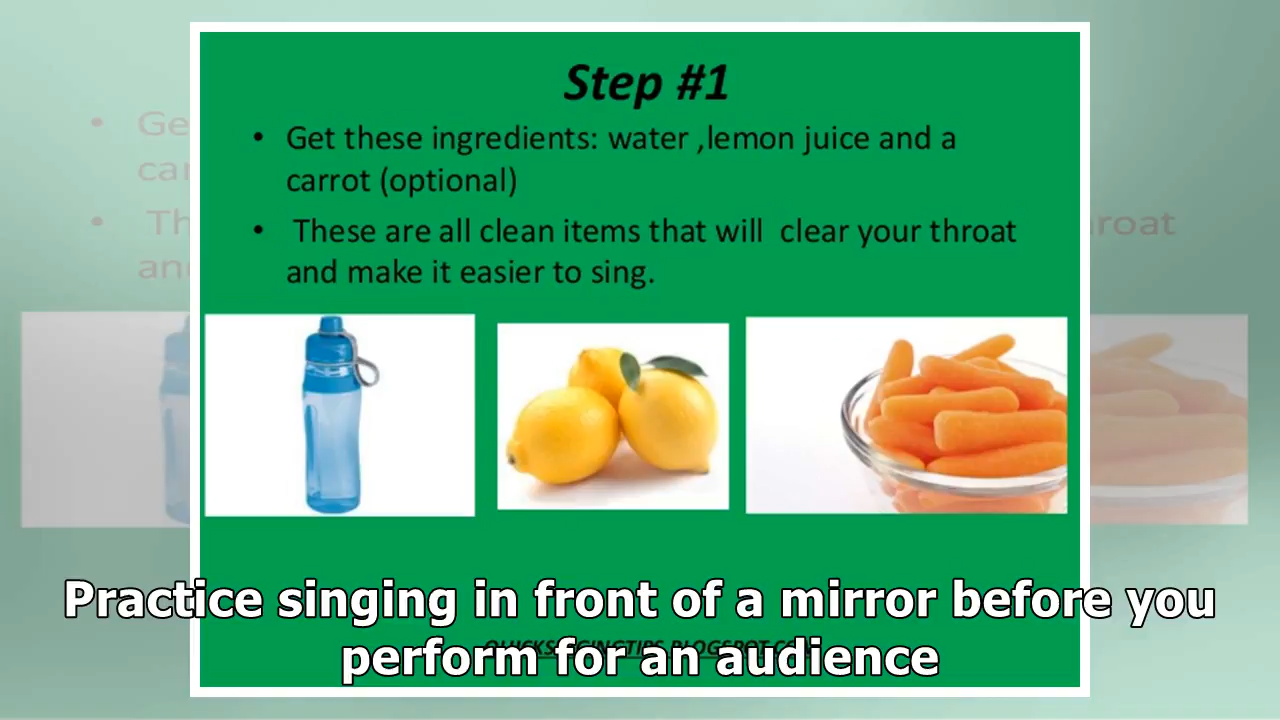 Step #1
• Get these ingredients: water ,lemon juice and a
carrot (optional)
• These are all clean items that will clear your throat
and make it easier to sing.
Practice singing in front of a mirror before you
perform for an audience